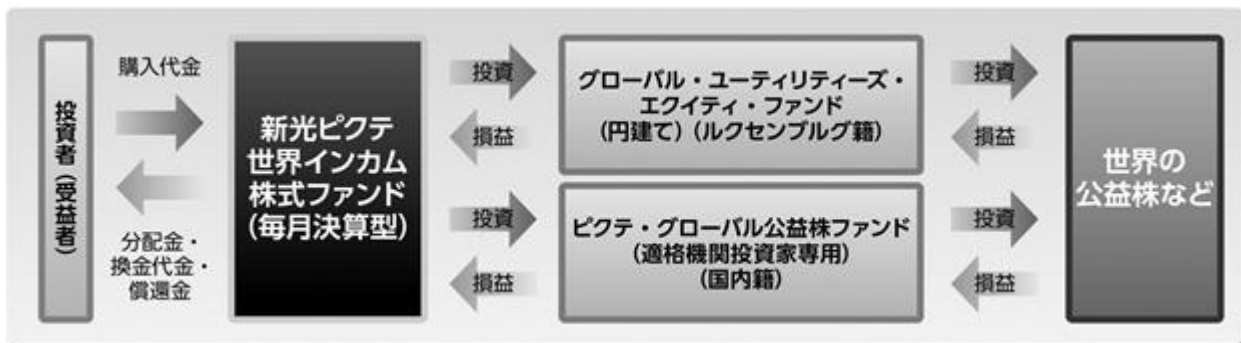 投資者（受益者）
購入代金
分配金・
換金代金・
償還金
新光ピクテ
世界インカム
株式ファンド
（毎月決算型）
投資
損益
投資
損益
グローバル・ユーティリティーズ・
エクイティ・ファンド
（円建て）（ルクセンブルグ籍）
ピクテ・グローバル公益株ファンド
（適格機関投資家専用）
（国内籍）
投資
損益
投資
損益
世界の
公益株など